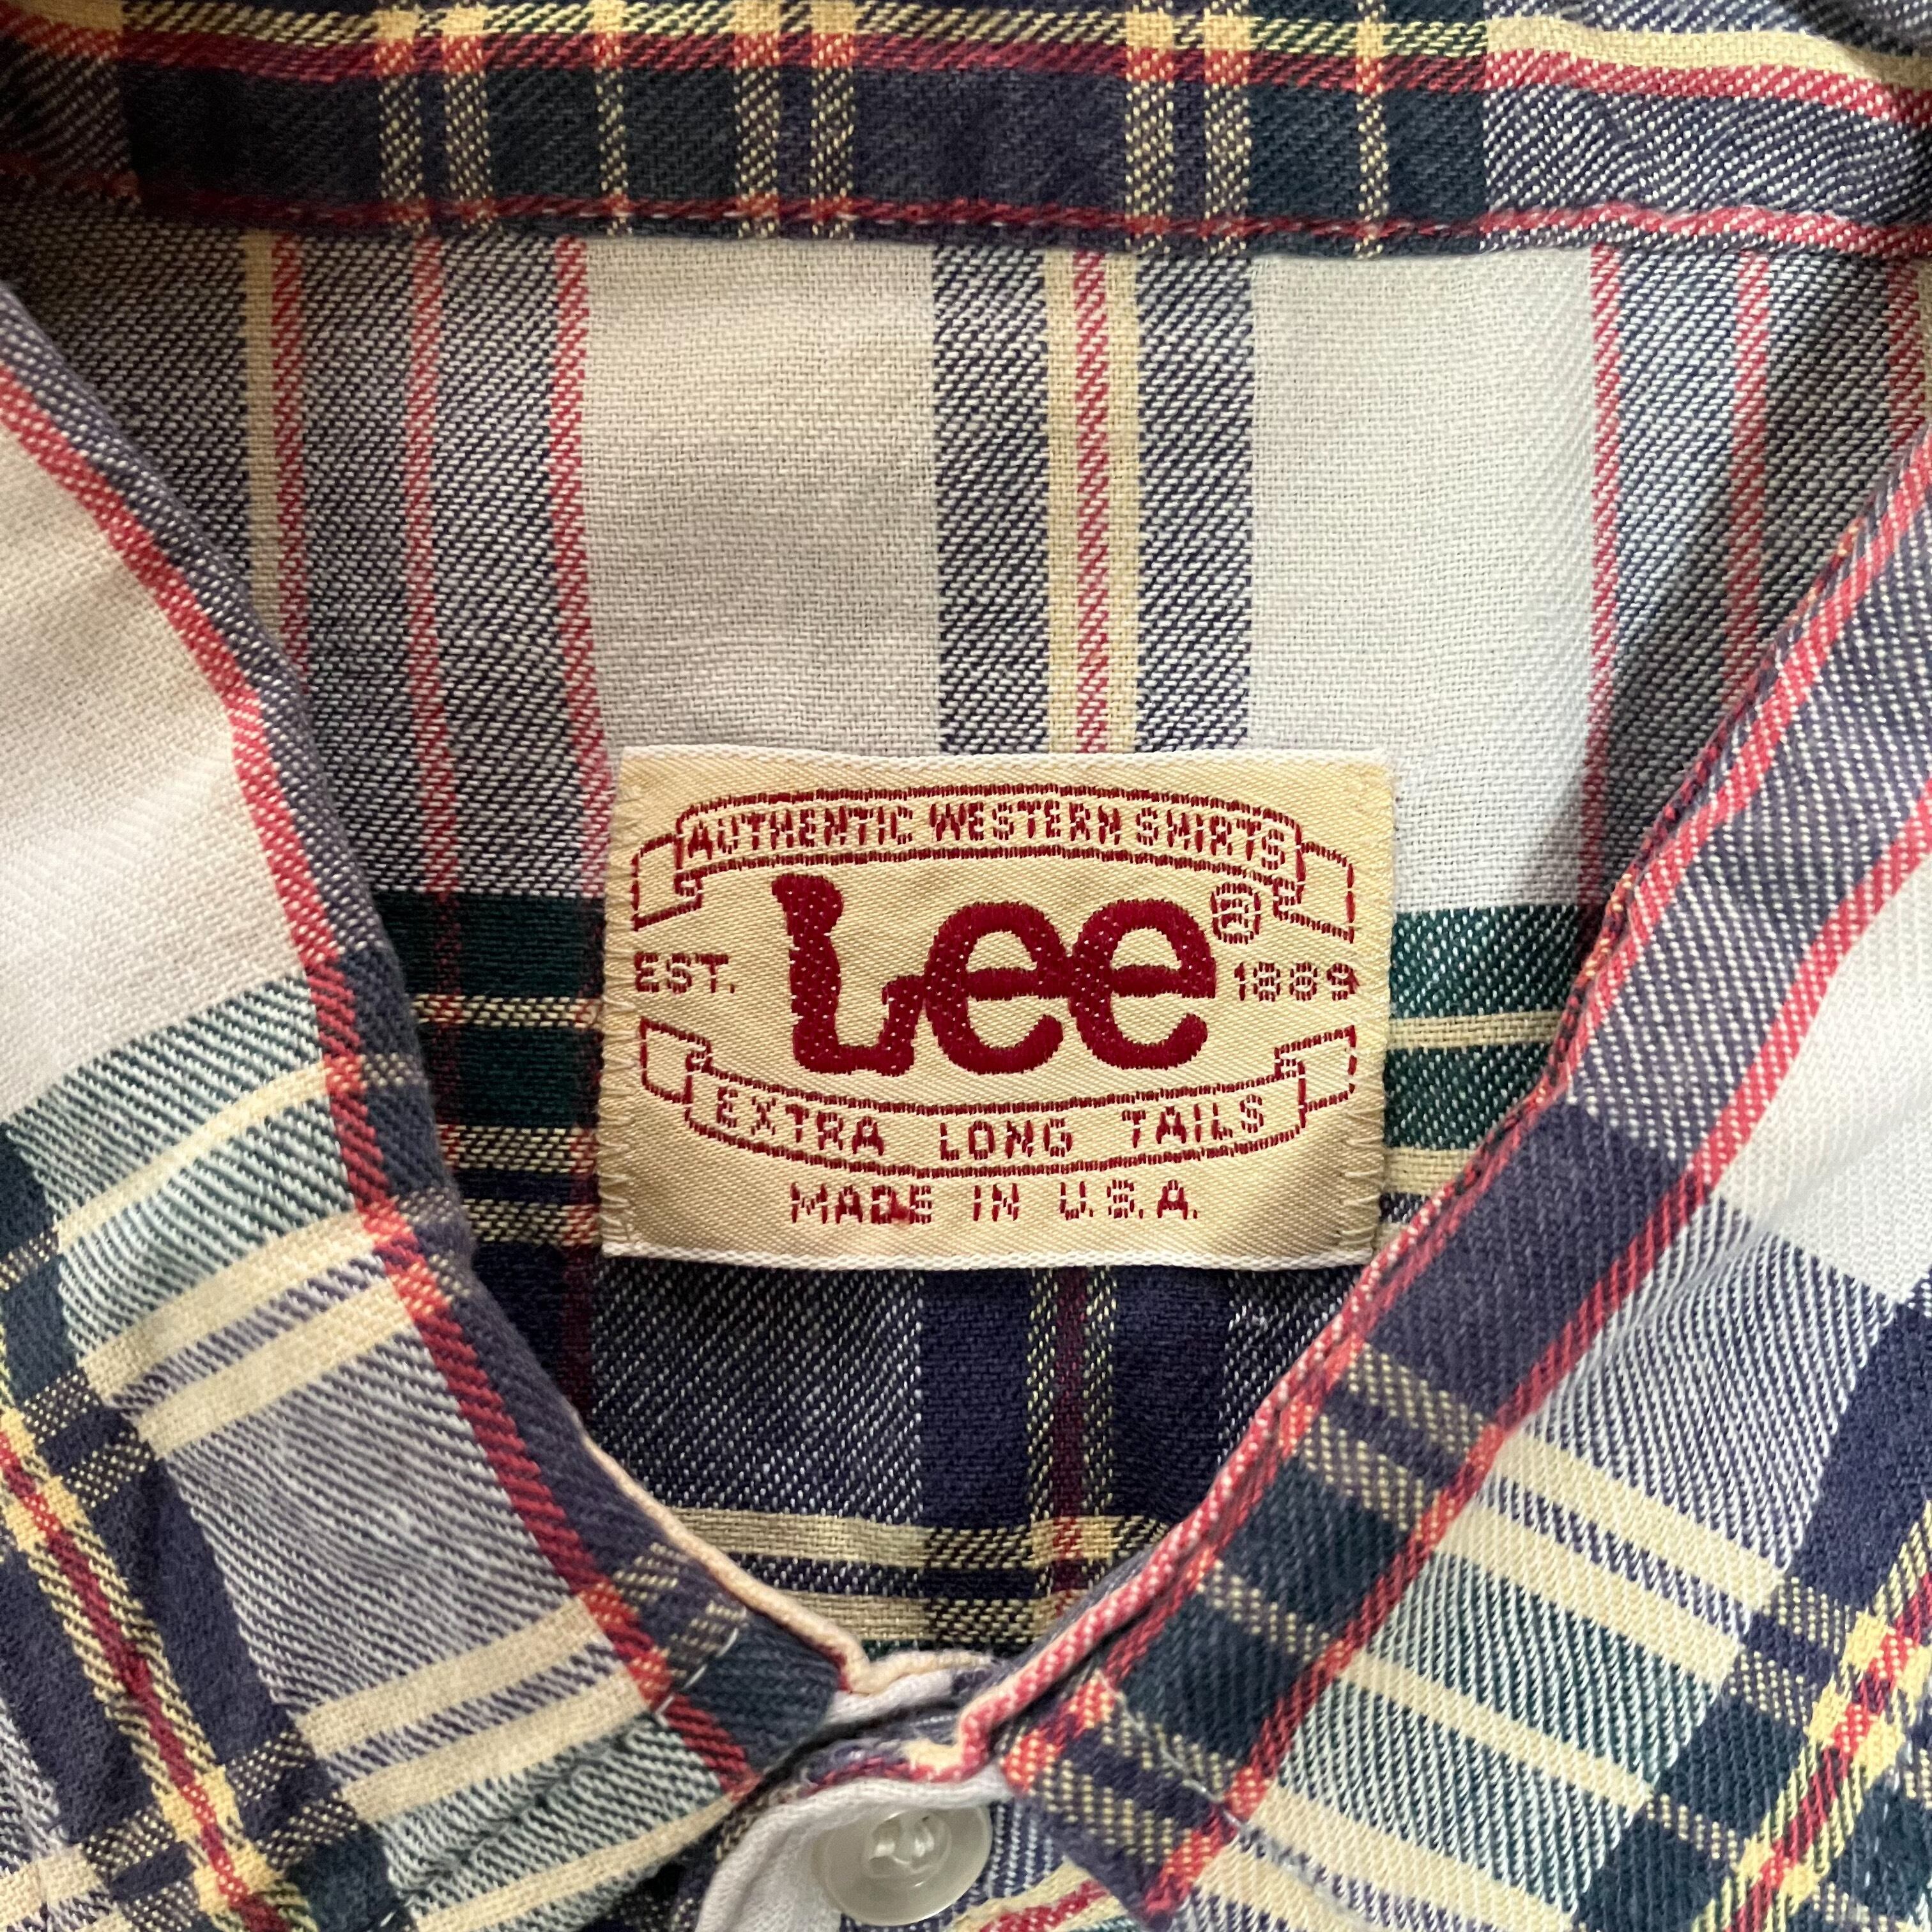 AUTHENTIC WESTERN SHIRTS
Lee®
EST. 1889
EXTRA LONG TAILS
MADE IN U.S.A.